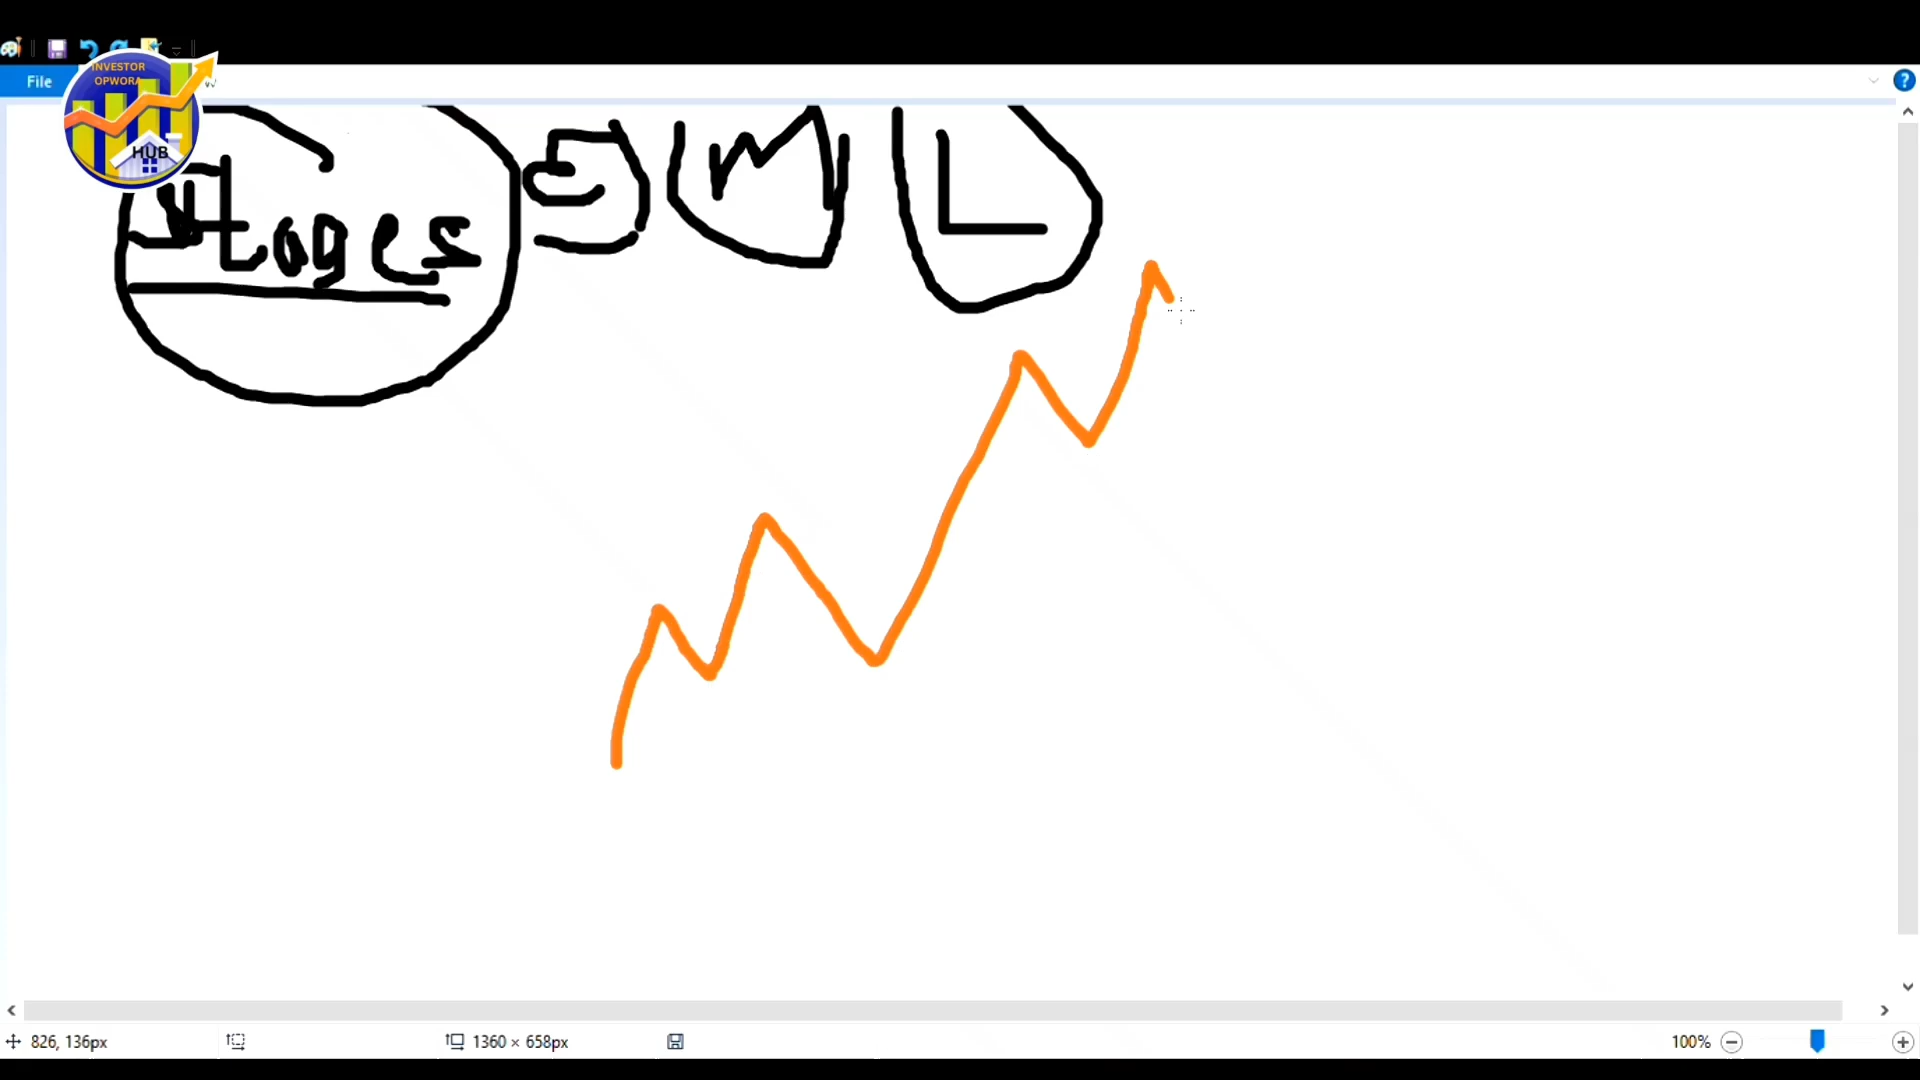 File
INVESTOR
OPWORA
HUB
Stages M L
826, 136px
1360 × 658px
100%